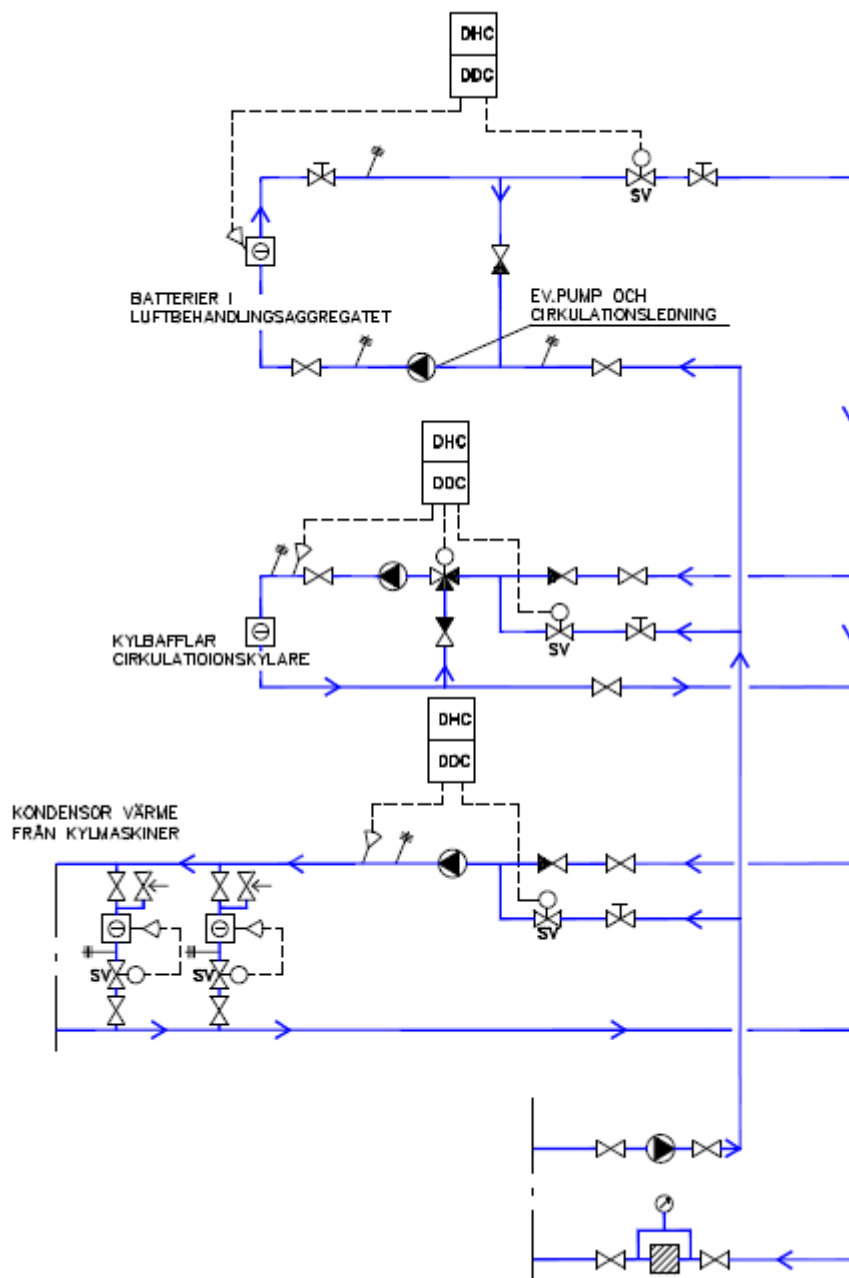 DHC
DDC
SV
BATTERIER I
LUFTBEHANDLINGSAGGREGATET
EV.PUMP OCH
CIRKULATIONSLEDNING
DHC
DDC
KYLBAFFLAR
CIRKULATIOIONSKYLARE
SV
DHC
DDC
KONDENSOR VÄRME
FRÅN KYLMASKINER
SV
SV
SV